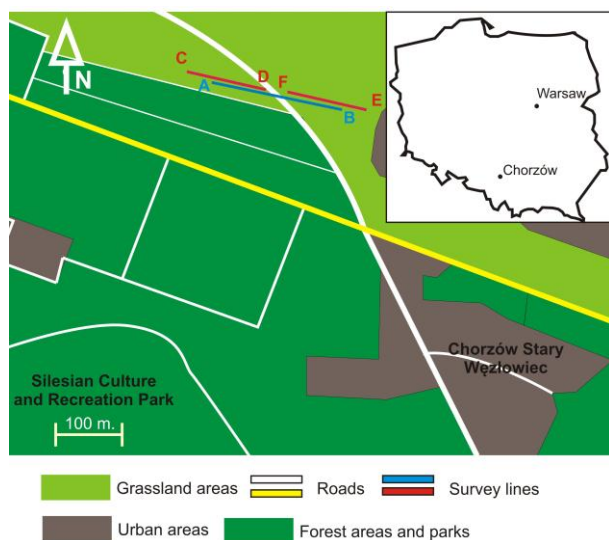 N
C
A
D
F
B
E
Warsaw
Chorzów
Chorzów Stary
Węzłowiec
Silesian Culture
and Recreation Park
100 m.
Grassland areas
Roads
Survey lines
Urban areas
Forest areas and parks